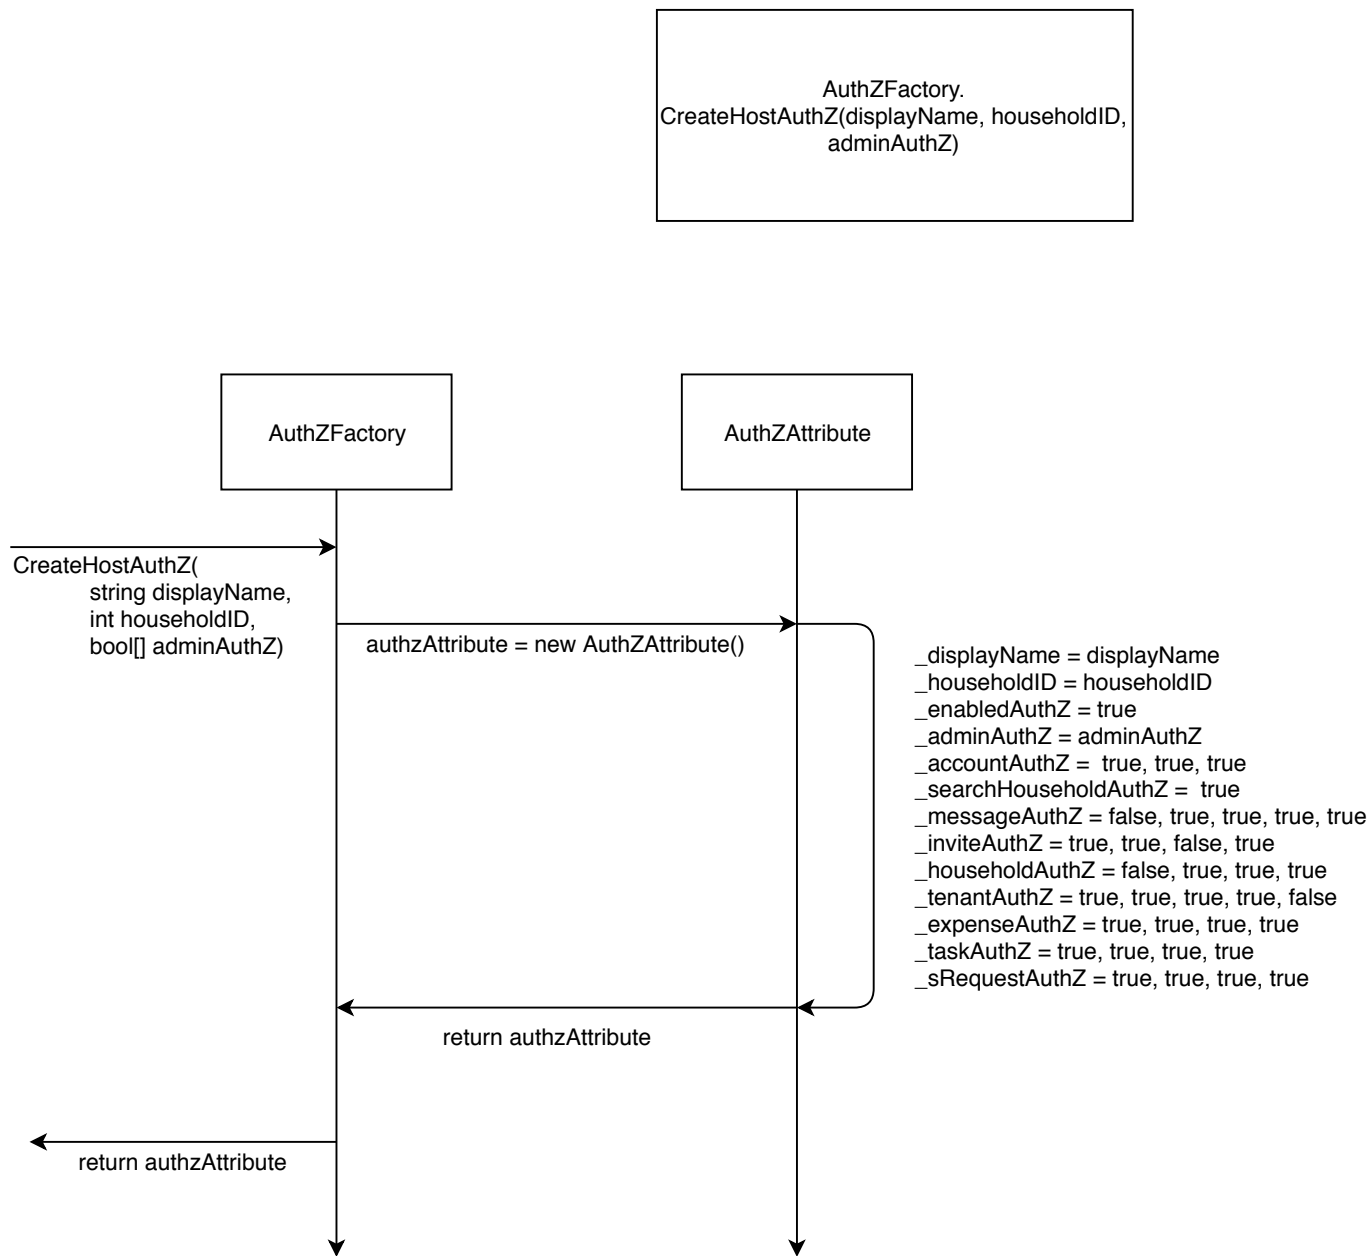 AuthZFactory.
CreateHostAuthZ(displayName, householdID,
adminAuthZ)
AuthZFactory
AuthZAttribute
CreateHostAuthZ(
string displayName,
int householdID,
bool[] adminAuthZ)
authzAttribute = new AuthZAttribute()
_displayName = displayName
_householdID = householdID
_enabledAuthZ = true
_adminAuthZ = adminAuthZ
_accountAuthZ =  true, true, true
_searchHouseholdAuthZ =  true
_messageAuthZ = false, true, true, true, true
_inviteAuthZ = true, true, false, true
_householdAuthZ = false, true, true, true
_tenantAuthZ = true, true, true, true, false
_expenseAuthZ = true, true, true, true
_taskAuthZ = true, true, true, true
_sRequestAuthZ = true, true, true, true
return authzAttribute
return authzAttribute